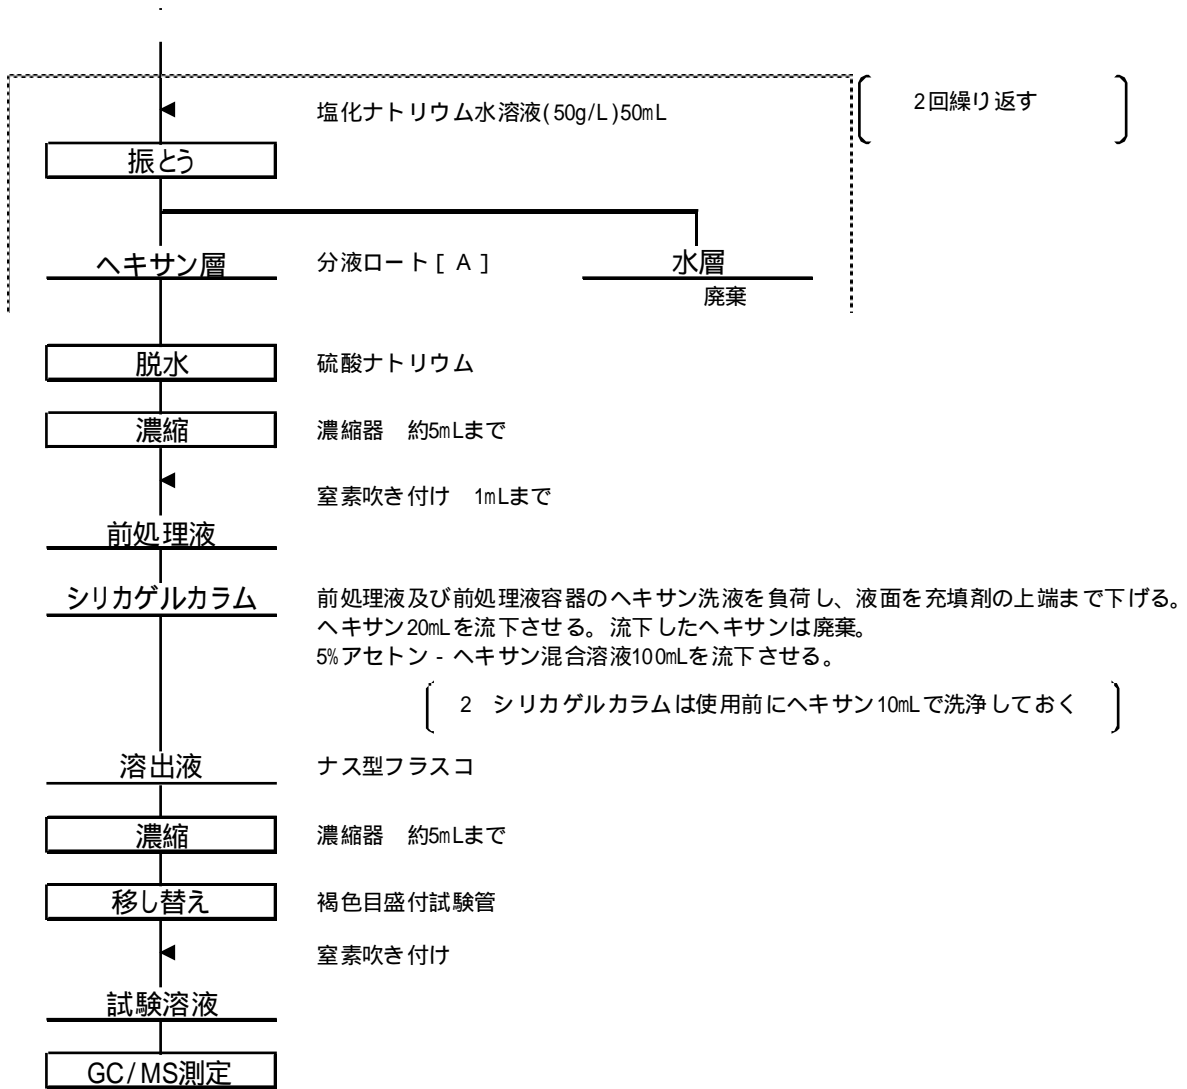 塩化ナトリウム水溶液(50g/L)50mL
2回繰り返す
振とう
ヘキサン層 分液ロート[ A ] 水層
廃棄
脱水 硫酸ナトリウム
濃縮 濃縮器 約5mLまで
窒素吹き付け 1mLまで
前処理液
シリカゲルカラム 前処理液及び前処理液容器のヘキサン洗液を負荷し、液面を充填剤の上端まで下げる。
ヘキサン20mLを流下させる。流下したヘキサンは廃棄。
5%アセトン - ヘキサン混合溶液100mLを流下させる。
2 シリカゲルカラムは使用前にヘキサン10mLで洗浄しておく
溶出液 ナス型フラスコ
濃縮 濃縮器 約5mLまで
移し替え 褐色目盛付試験管
窒素吹き付け
試験溶液
GC/MS測定